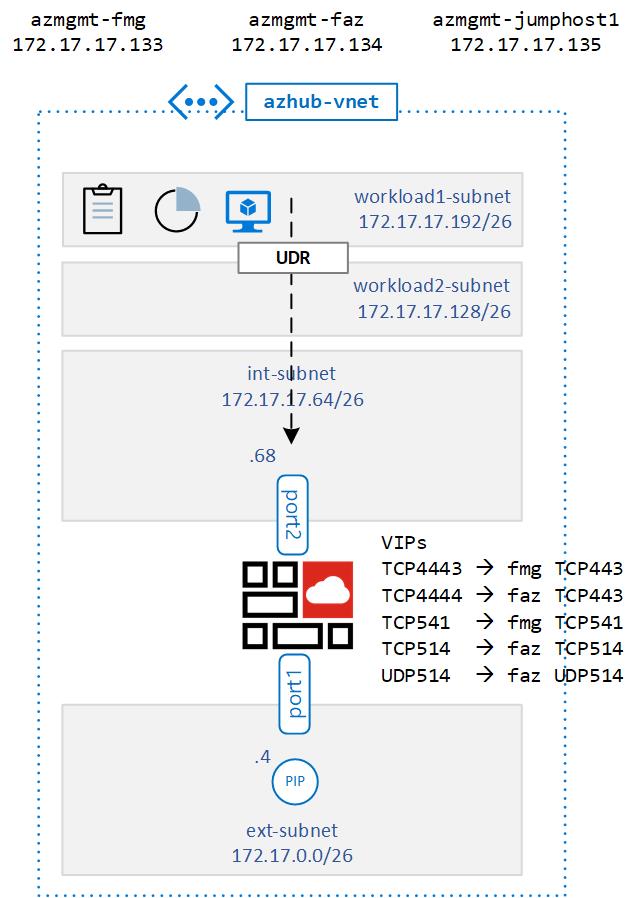 azmgmt-fmg azmgmt-faz azmgmt-jumphost1
172.17.17.133 172.17.17.134 172.17.17.135
azhub-vnet
workload1-subnet
172.17.17.192/26
UDR
workload2-subnet
172.17.17.128/26
int-subnet
172.17.17.64/26
.68
port2
VIPs
TCP4443 → fmg TCP443
TCP4444 → faz TCP443
TCP541 → fmg TCP541
TCP514 → faz TCP514
UDP514 → faz UDP514
port1
.4
PIP
ext-subnet
172.17.0.0/26